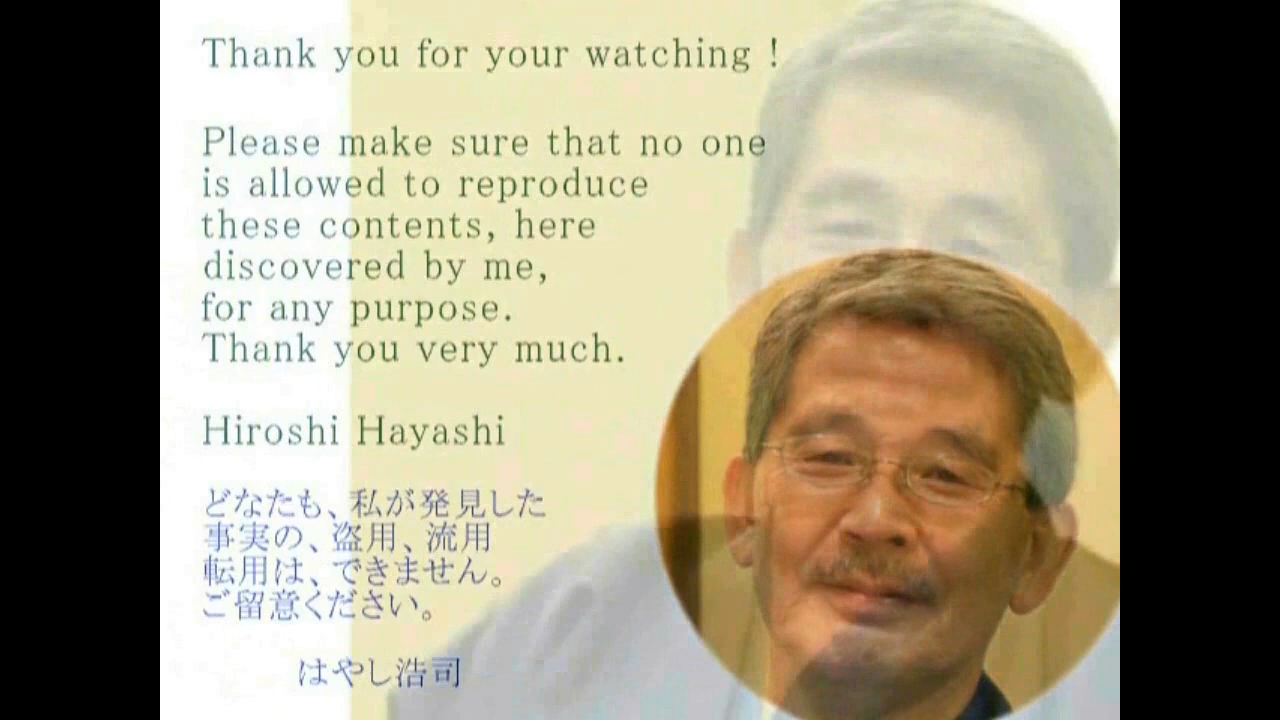 Thank you for your watching !
Please make sure that no one
is allowed to reproduce
these contents, here
discovered by me,
for any purpose.
Thank you very much.
Hiroshi Hayashi
どなたも、私が発見した
事実の、盗用、流用
転用は、できません。
ご留意ください。
はやし浩司